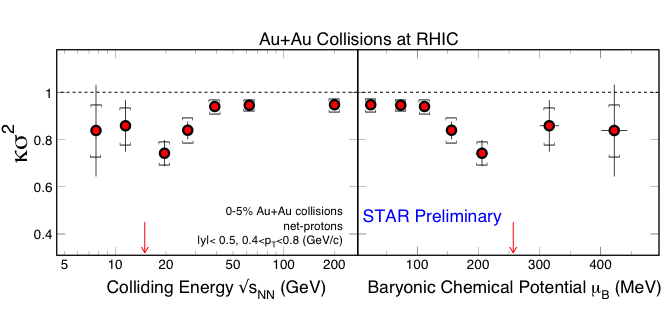 Au+Au Collisions at RHIC
κσ²
1
0.8
0.6
0.4
0-5% Au+Au collisions
net-protons
|y|< 0.5, 0.4<p_T<0.8 (GeV/c)
STAR Preliminary
5 10 20 50 100 200
100 200 300 400
Colliding Energy √s_NN (GeV)
Baryonic Chemical Potential μ_B (MeV)